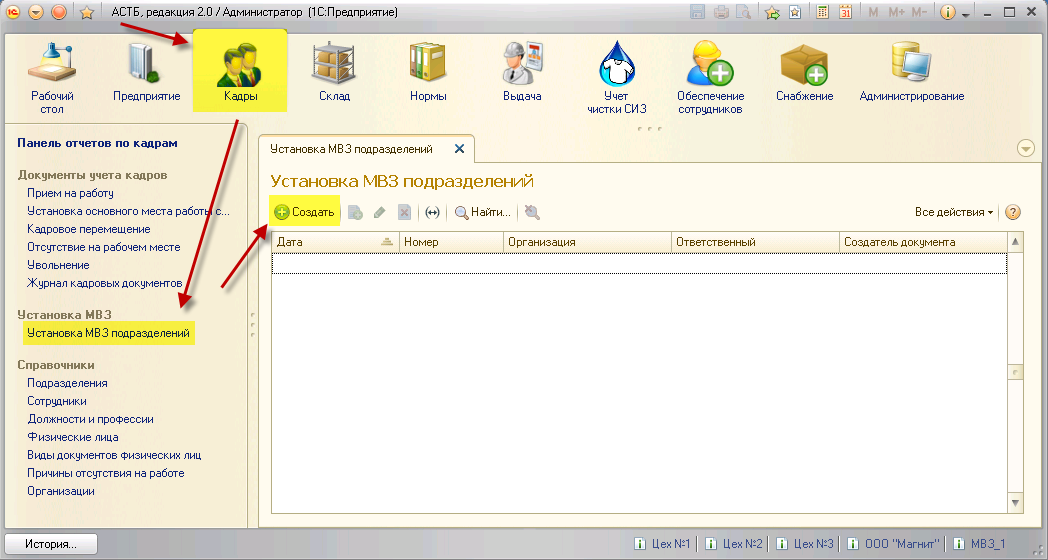 АСТБ, редакция 2.0 / Администратор (1С:Предприятие)
M M+ M-
Рабочий стол
Предприятие
Кадры
Склад
Нормы
Выдача
Учет чистки СИЗ
Обеспечение сотрудников
Снабжение
Администрирование
Панель отчетов по кадрам
Документы учета кадров
Прием на работу
Установка основного места работы с...
Кадровое перемещение
Отсутствие на рабочем месте
Увольнение
Журнал кадровых документов
Установка МВЗ
Установка МВЗ подразделений
Справочники
Подразделения
Сотрудники
Должности и профессии
Физические лица
Виды документов физических лиц
Причины отсутствия на работе
Организации
Установка МВЗ подразделений
Установка МВЗ подразделений
Создать
Найти...
Все действия
Дата
Номер
Организация
Ответственный
Создатель документа
История...
Цех №1
Цех №2
Цех №3
ООО "Магнит"
МВЗ_1